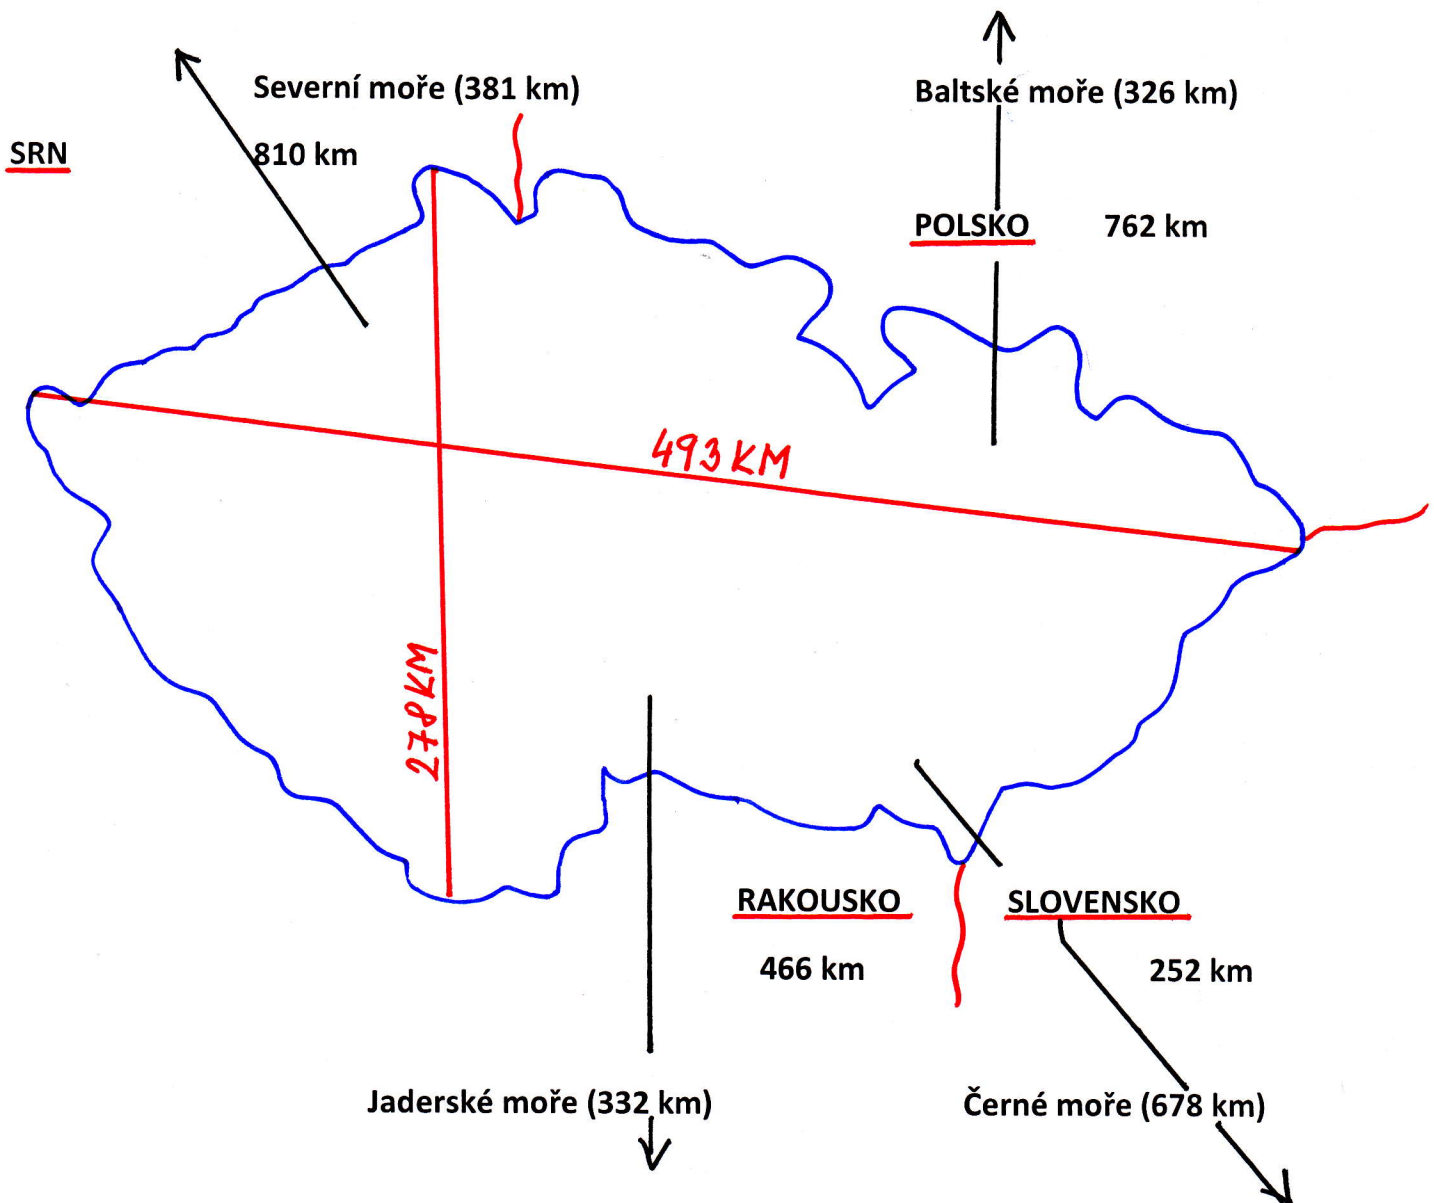 Severní moře (381 km)
Baltské moře (326 km)
SRN
810 km
POLSKO
762 km
493 KM
278 KM
RAKOUSKO
SLOVENSKO
466 km
252 km
Jaderské moře (332 km)
Černé moře (678 km)